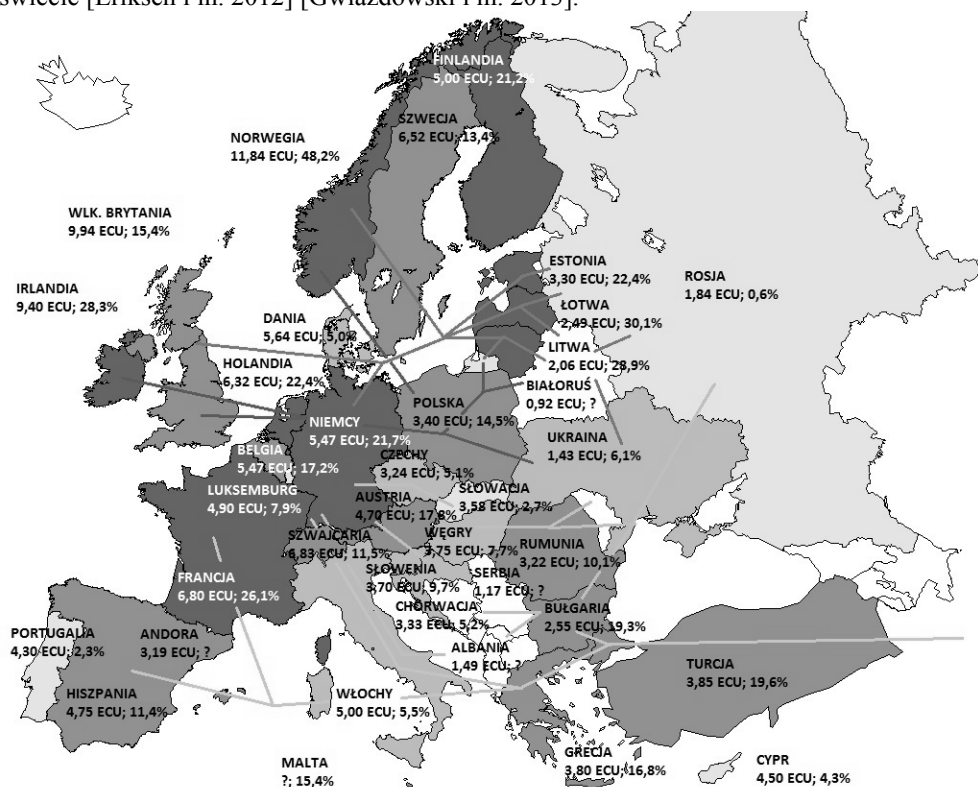 świecie [Eriksen i in. 2012] [Gwiazdowski i in. 2015].
FINLANDIA
5,00 ECU; 21,2%
SZWECJA
6,52 ECU; 13,4%
NORWEGIA
11,84 ECU; 48,2%
WLK. BRYTANIA
9,94 ECU; 15,4%
IRLANDIA
9,40 ECU; 28,3%
ESTONIA
3,30 ECU; 22,4%
ROSJA
1,84 ECU; 0,6%
ŁOTWA
2,49 ECU; 30,1%
DANIA
5,64 ECU; 5,0%
LITWA
2,06 ECU; 28,9%
HOLANDIA
6,32 ECU; 22,4%
BIAŁORUŚ
0,92 ECU; ?
POLSKA
3,40 ECU; 14,5%
NIEMCY
5,47 ECU; 21,7%
UKRAINA
1,43 ECU; 6,1%
BELGIA
5,47 ECU; 17,2%
CZECHY
3,24 ECU; 5,1%
SŁOWACJA
3,58 ECU; 2,7%
LUKSEMBURG
4,90 ECU; 7,9%
AUSTRIA
4,70 ECU; 17,8%
SZWAJCARIA
6,83 ECU; 11,5%
WĘGRY
3,75 ECU; 7,7%
RUMUNIA
3,22 ECU; 10,1%
SŁOWENIA
3,70 ECU; 9,7%
SERBIA
1,17 ECU; ?
FRANCJA
6,80 ECU; 26,1%
CHORWACJA
3,33 ECU; 5,2%
BUŁGARIA
2,55 ECU; 19,3%
PORTUGALIA
4,30 ECU; 2,3%
ANDORA
3,19 ECU; ?
ALBANIA
1,49 ECU; ?
TURCJA
3,85 ECU; 19,6%
HISZPANIA
4,75 ECU; 11,4%
WŁOCHY
5,00 ECU; 5,5%
GRECJA
3,80 ECU; 16,8%
MALTA
?; 15,4%
CYPR
4,50 ECU; 4,3%